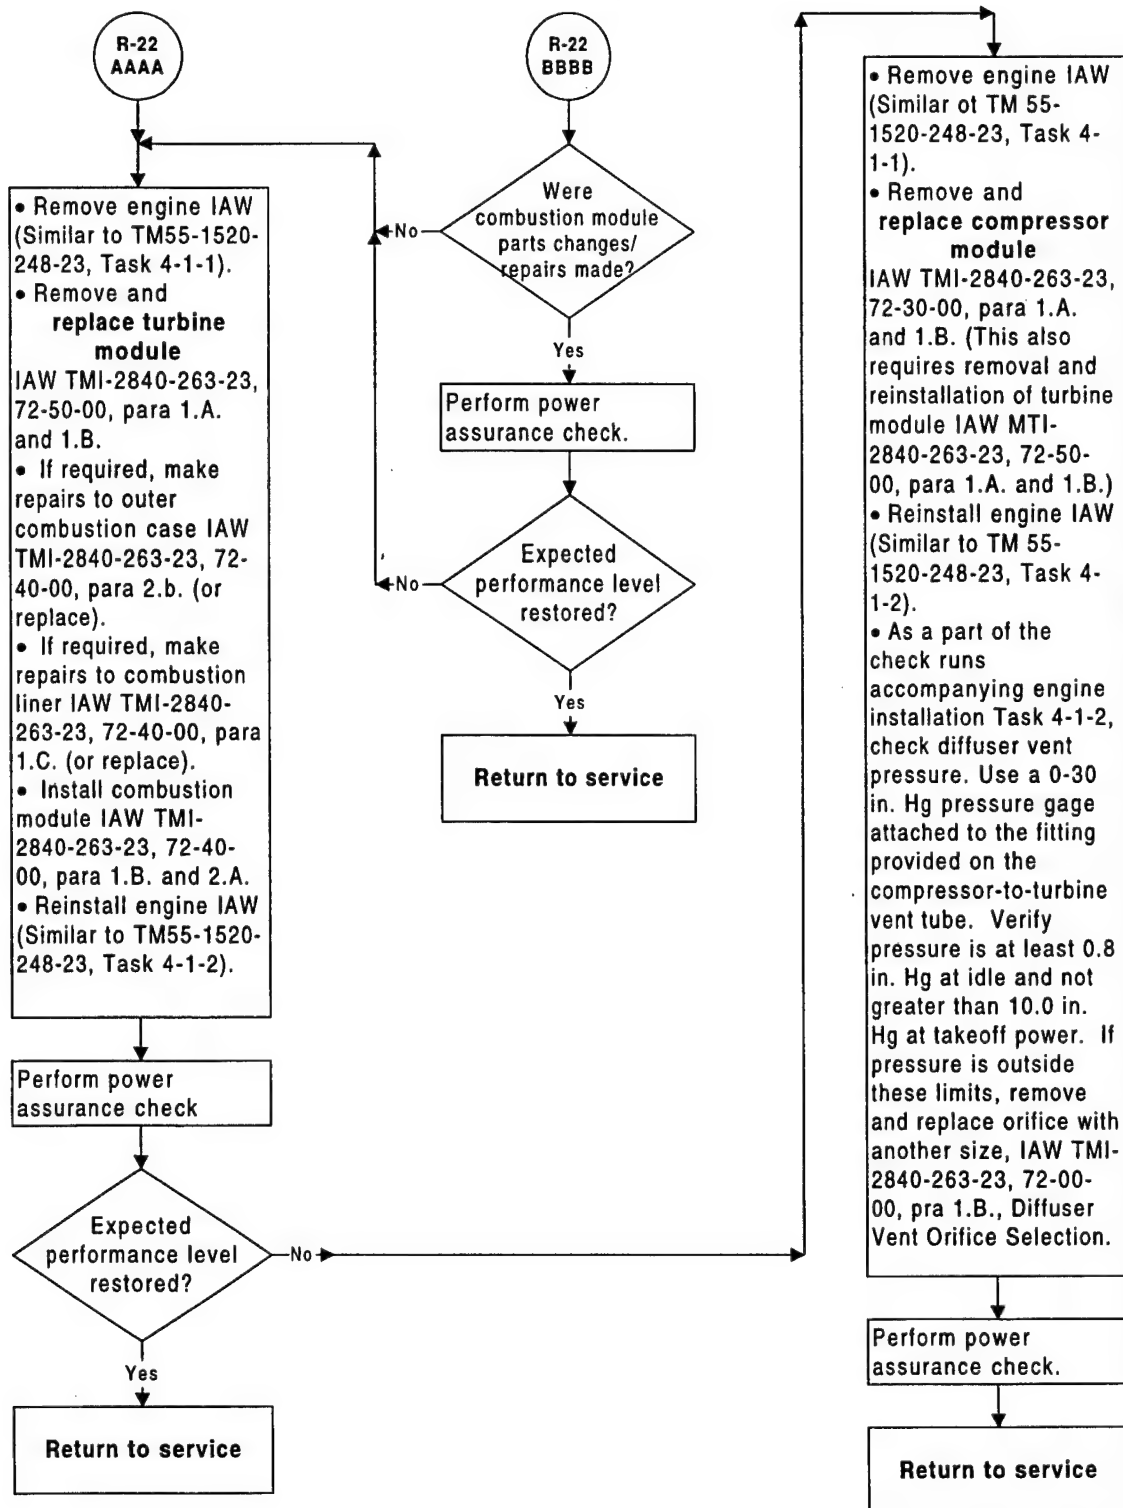 R-22
AAAA
• Remove engine IAW
(Similar to TM55-1520-
248-23, Task 4-1-1).
• Remove and
replace turbine
module
IAW TMI-2840-263-23,
72-50-00, para 1.A.
and 1.B.
• If required, make
repairs to outer
combustion case IAW
TMI-2840-263-23, 72-
40-00, para 2.b. (or
replace).
• If required, make
repairs to combustion
liner IAW TMI-2840-
263-23, 72-40-00, para
1.C. (or replace).
• Install combustion
module IAW TMI-
2840-263-23, 72-40-
00, para 1.B. and 2.A.
• Reinstall engine IAW
(Similar to TM55-1520-
248-23, Task 4-1-2).
Perform power
assurance check
Expected
performance level
restored?
No
Yes
Return to service
R-22
BBBB
Were
combustion module
parts changes/
repairs made?
No
Yes
Perform power
assurance check.
Expected
performance level
restored?
No
Yes
Return to service
• Remove engine IAW
(Similar ot TM 55-
1520-248-23, Task 4-
1-1).
• Remove and
replace compressor
module
IAW TMI-2840-263-23,
72-30-00, para 1.A.
and 1.B. (This also
requires removal and
reinstallation of turbine
module IAW MTI-
2840-263-23, 72-50-
00, para 1.A. and 1.B.)
• Reinstall engine IAW
(Similar to TM 55-
1520-248-23, Task 4-
1-2).
• As a part of the
check runs
accompanying engine
installation Task 4-1-2,
check diffuser vent
pressure. Use a 0-30
in. Hg pressure gage
attached to the fitting
provided on the
compressor-to-turbine
vent tube. Verify
pressure is at least 0.8
in. Hg at idle and not
greater than 10.0 in.
Hg at takeoff power. If
pressure is outside
these limits, remove
and replace orifice with
another size, IAW TMI-
2840-263-23, 72-00-
00, pra 1.B., Diffuser
Vent Orifice Selection.
Perform power
assurance check.
Return to service